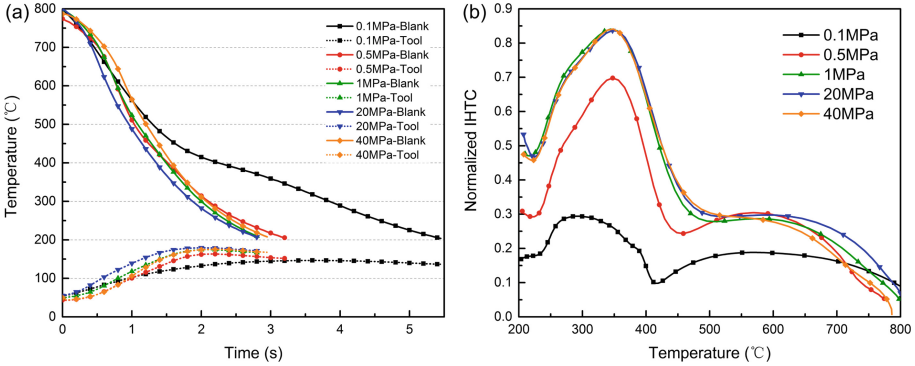 (a)
800
700
600
500
400
300
200
100
0
0
1
2
3
4
5
Temperature (℃)
Time (s)
0.1MPa-Blank
0.1MPa-Tool
0.5MPa-Blank
0.5MPa-Tool
1MPa-Blank
1MPa-Tool
20MPa-Blank
20MPa-Tool
40MPa-Blank
40MPa-Tool
(b)
0.9
0.8
0.7
0.6
0.5
0.4
0.3
0.2
0.1
0.0
200
300
400
500
600
700
800
Normalized IHTC
Temperature (℃)
0.1MPa
0.5MPa
1MPa
20MPa
40MPa